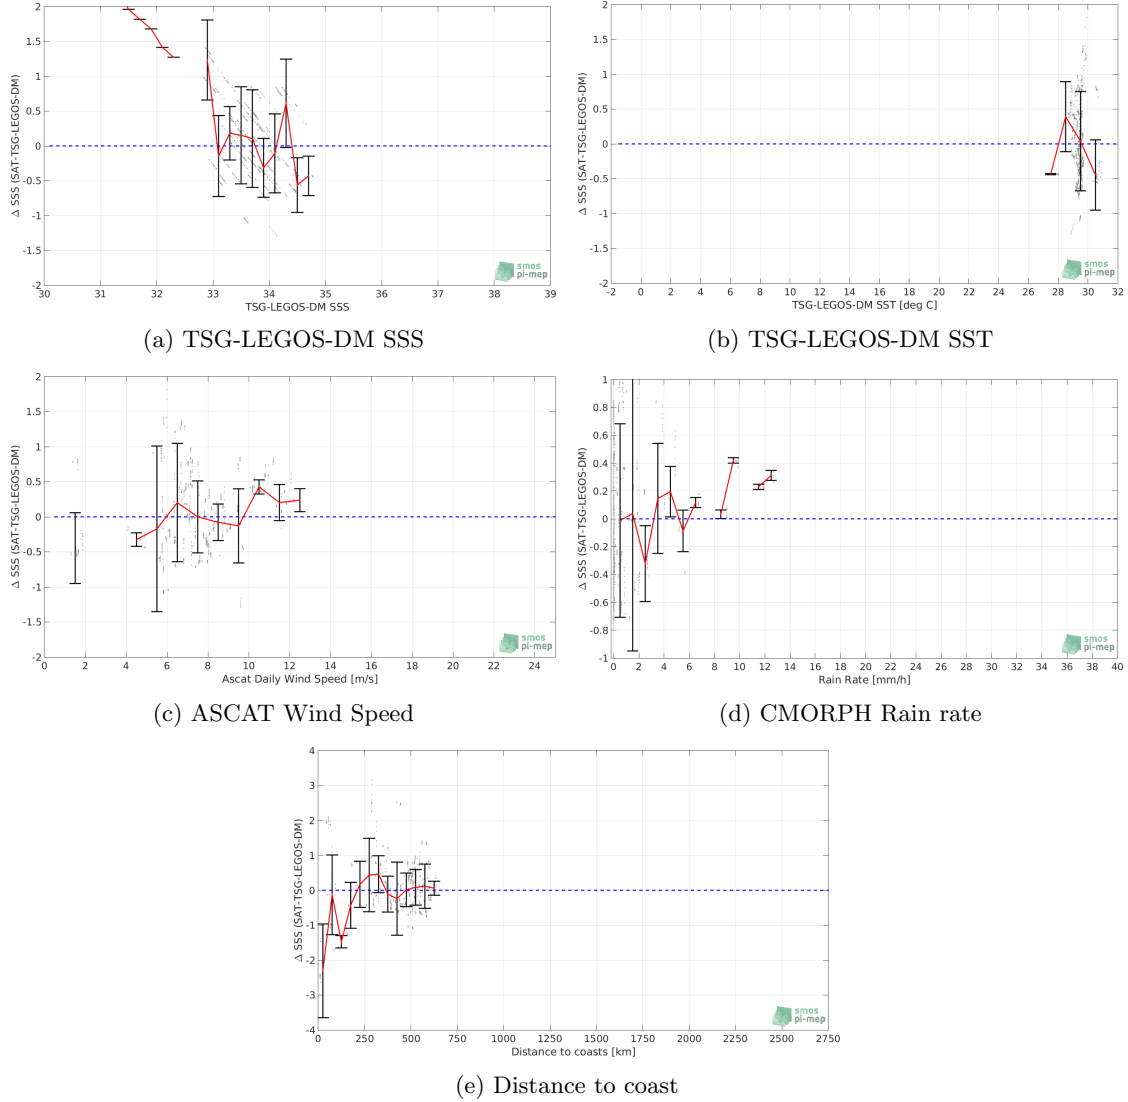 Δ SSS (SAT-TSG-LEGOS-DM)
2
1.5
1
0.5
0
-0.5
-1
-1.5
-2
30 31 32 33 34 35 36 37 38 39
TSG-LEGOS-DM SSS
smos
pi-mep
(a) TSG-LEGOS-DM SSS
Δ SSS (SAT-TSG-LEGOS-DM)
2
1.5
1
0.5
0
-0.5
-1
-1.5
-2
-2 0 2 4 6 8 10 12 14 16 18 20 22 24 26 28 30 32
TSG-LEGOS-DM SST [deg C]
smos
pi-mep
(b) TSG-LEGOS-DM SST
Δ SSS (SAT-TSG-LEGOS-DM)
2
1.5
1
0.5
0
-0.5
-1
-1.5
-2
0 2 4 6 8 10 12 14 16 18 20 22 24
Ascat Daily Wind Speed [m/s]
smos
pi-mep
(c) ASCAT Wind Speed
Δ SSS (SAT-TSG-LEGOS-DM)
1
0.8
0.6
0.4
0.2
0
-0.2
-0.4
-0.6
-0.8
-1
0 2 4 6 8 10 12 14 16 18 20 22 24 26 28 30 32 34 36 38 40
Rain Rate [mm/h]
smos
pi-mep
(d) CMORPH Rain rate
Δ SSS (SAT-TSG-LEGOS-DM)
4
3
2
1
0
-1
-2
-3
-4
0 250 500 750 1000 1250 1500 1750 2000 2250 2500 2750
Distance to coasts [km]
smos
pi-mep
(e) Distance to coast